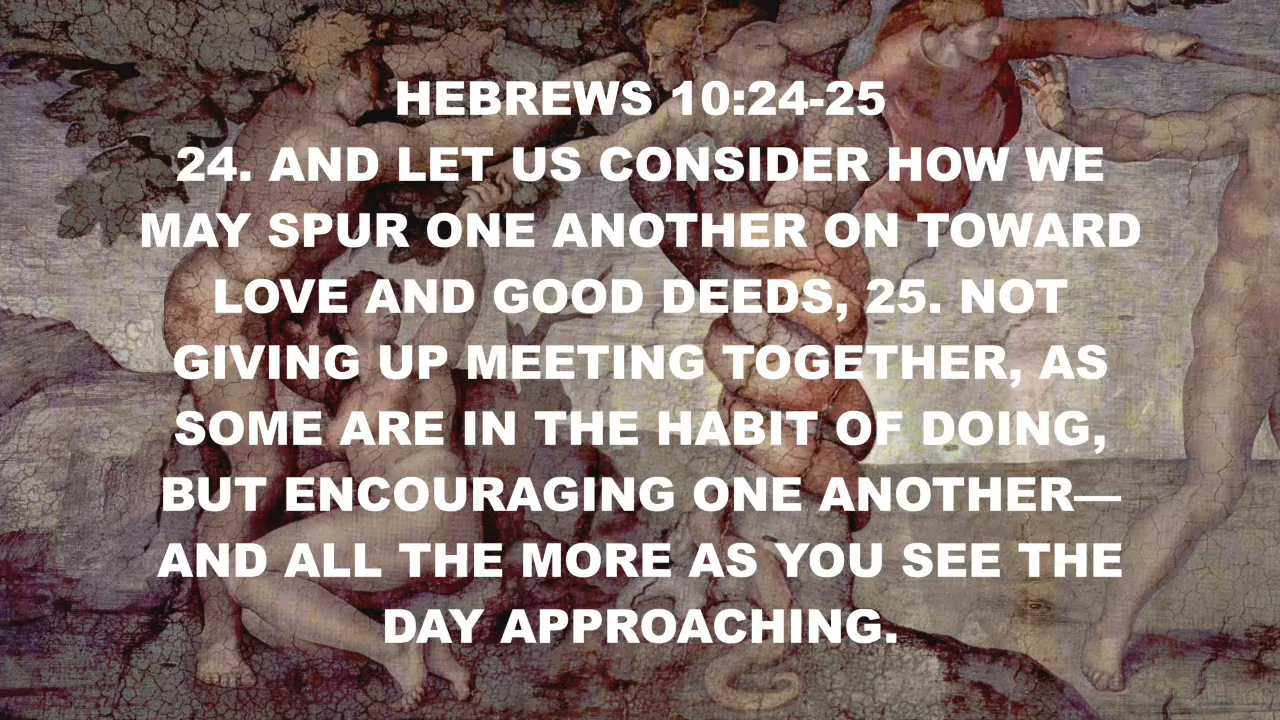 HEBREWS 10:24-25
24. AND LET US CONSIDER HOW WE
MAY SPUR ONE ANOTHER ON TOWARD
LOVE AND GOOD DEEDS, 25. NOT
GIVING UP MEETING TOGETHER, AS
SOME ARE IN THE HABIT OF DOING,
BUT ENCOURAGING ONE ANOTHER—
AND ALL THE MORE AS YOU SEE THE
DAY APPROACHING.